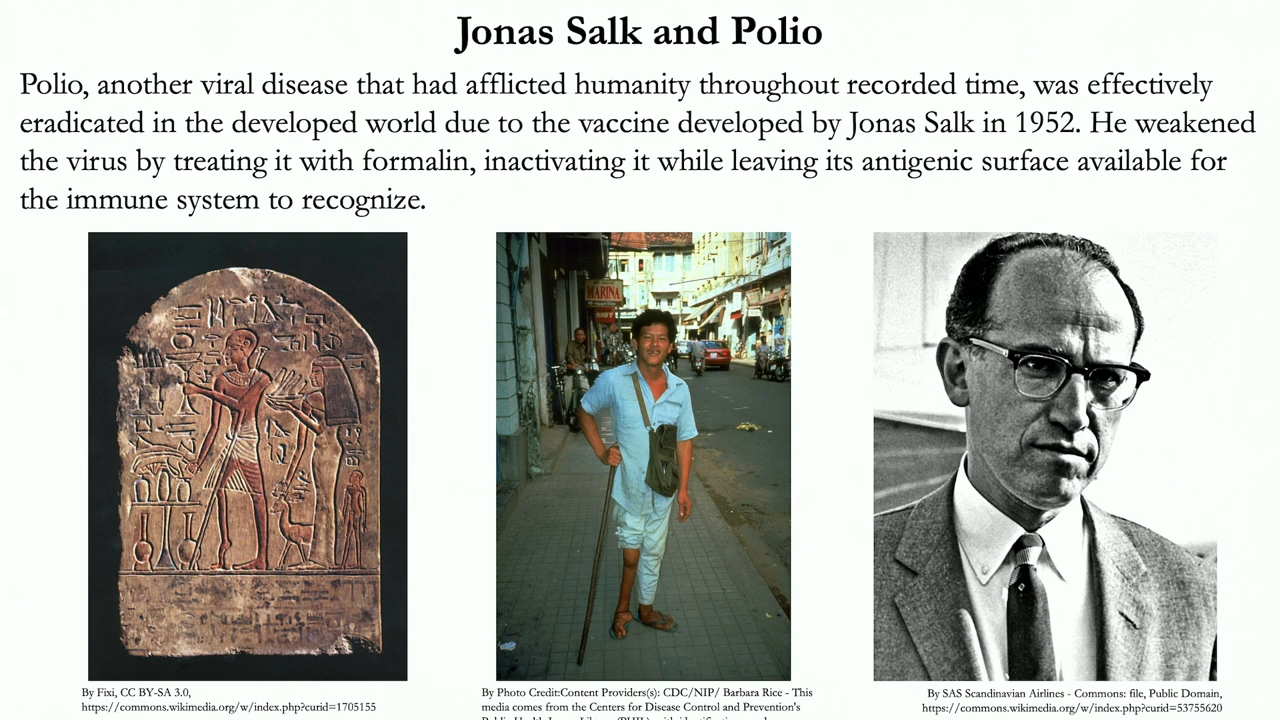 Jonas Salk and Polio
Polio, another viral disease that had afflicted humanity throughout recorded time, was effectively
eradicated in the developed world due to the vaccine developed by Jonas Salk in 1952. He weakened
the virus by treating it with formalin, inactivating it while leaving its antigenic surface available for
the immune system to recognize.
MARINA
By Fixi, CC BY-SA 3.0,
https://commons.wikimedia.org/w/index.php?curid=1705155
By Photo Credit:Content Providers(s): CDC/NIP/ Barbara Rice - This
media comes from the Centers for Disease Control and Prevention's
By SAS Scandinavian Airlines - Commons: file, Public Domain,
https://commons.wikimedia.org/w/index.php?curid=53755620